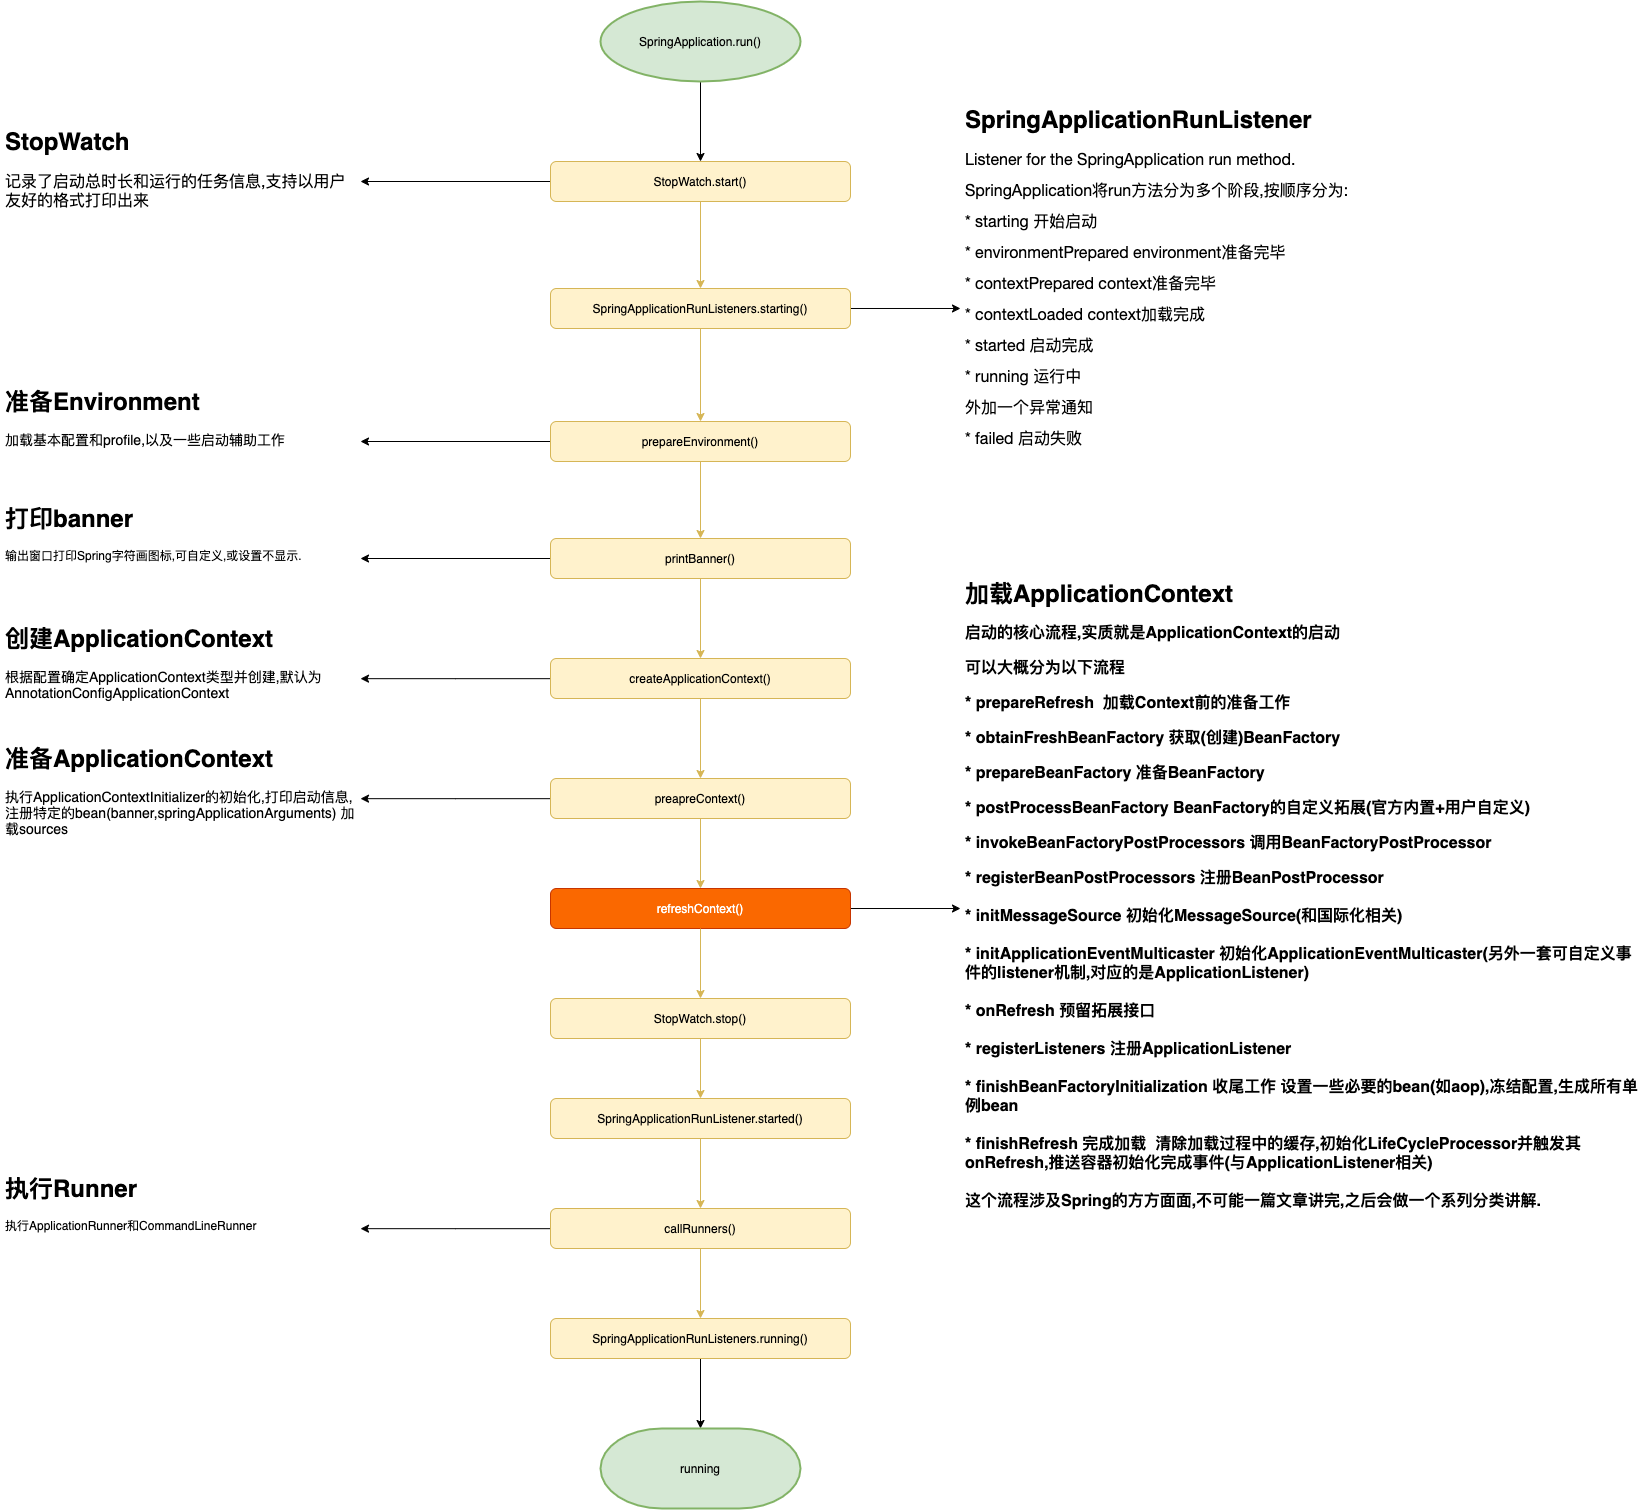 SpringApplication.run()
StopWatch
记录了启动总时长和运行的任务信息,支持以用户
友好的格式打印出来
StopWatch.start()
SpringApplicationRunListener
Listener for the SpringApplication run method.
SpringApplication将run方法分为多个阶段,按顺序分为:
* starting 开始启动
* environmentPrepared environment准备完毕
* contextPrepared context准备完毕
* contextLoaded context加载完成
* started 启动完成
* running 运行中
外加一个异常通知
* failed 启动失败
SpringApplicationRunListeners.starting()
准备Environment
加载基本配置和profile,以及一些启动辅助工作
prepareEnvironment()
打印banner
输出窗口打印Spring字符画图标,可自定义,或设置不显示.
printBanner()
创建ApplicationContext
根据配置确定ApplicationContext类型并创建,默认为
AnnotationConfigApplicationContext
createApplicationContext()
准备ApplicationContext
执行ApplicationContextInitializer的初始化,打印启动信息,
注册特定的bean(banner,springApplicationArguments) 加
载sources
preapreContext()
refreshContext()
加载ApplicationContext
启动的核心流程,实质就是ApplicationContext的启动
可以大概分为以下流程
* prepareRefresh 加载Context前的准备工作
* obtainFreshBeanFactory 获取(创建)BeanFactory
* prepareBeanFactory 准备BeanFactory
* postProcessBeanFactory BeanFactory的自定义拓展(官方内置+用户自定义)
* invokeBeanFactoryPostProcessors 调用BeanFactoryPostProcessor
* registerBeanPostProcessors 注册BeanPostProcessor
* initMessageSource 初始化MessageSource(和国际化相关)
* initApplicationEventMulticaster 初始化ApplicationEventMulticaster(另外一套可自定义事
件的listener机制,对应的是ApplicationListener)
* onRefresh 预留拓展接口
* registerListeners 注册ApplicationListener
* finishBeanFactoryInitialization 收尾工作 设置一些必要的bean(如aop),冻结配置,生成所有单
例bean
* finishRefresh 完成加载 清除加载过程中的缓存,初始化LifeCycleProcessor并触发其
onRefresh,推送容器初始化完成事件(与ApplicationListener相关)
这个流程涉及Spring的方方面面,不可能一篇文章讲完,之后会做一个系列分类讲解.
StopWatch.stop()
SpringApplicationRunListener.started()
执行Runner
执行ApplicationRunner和CommandLineRunner
callRunners()
SpringApplicationRunListeners.running()
running